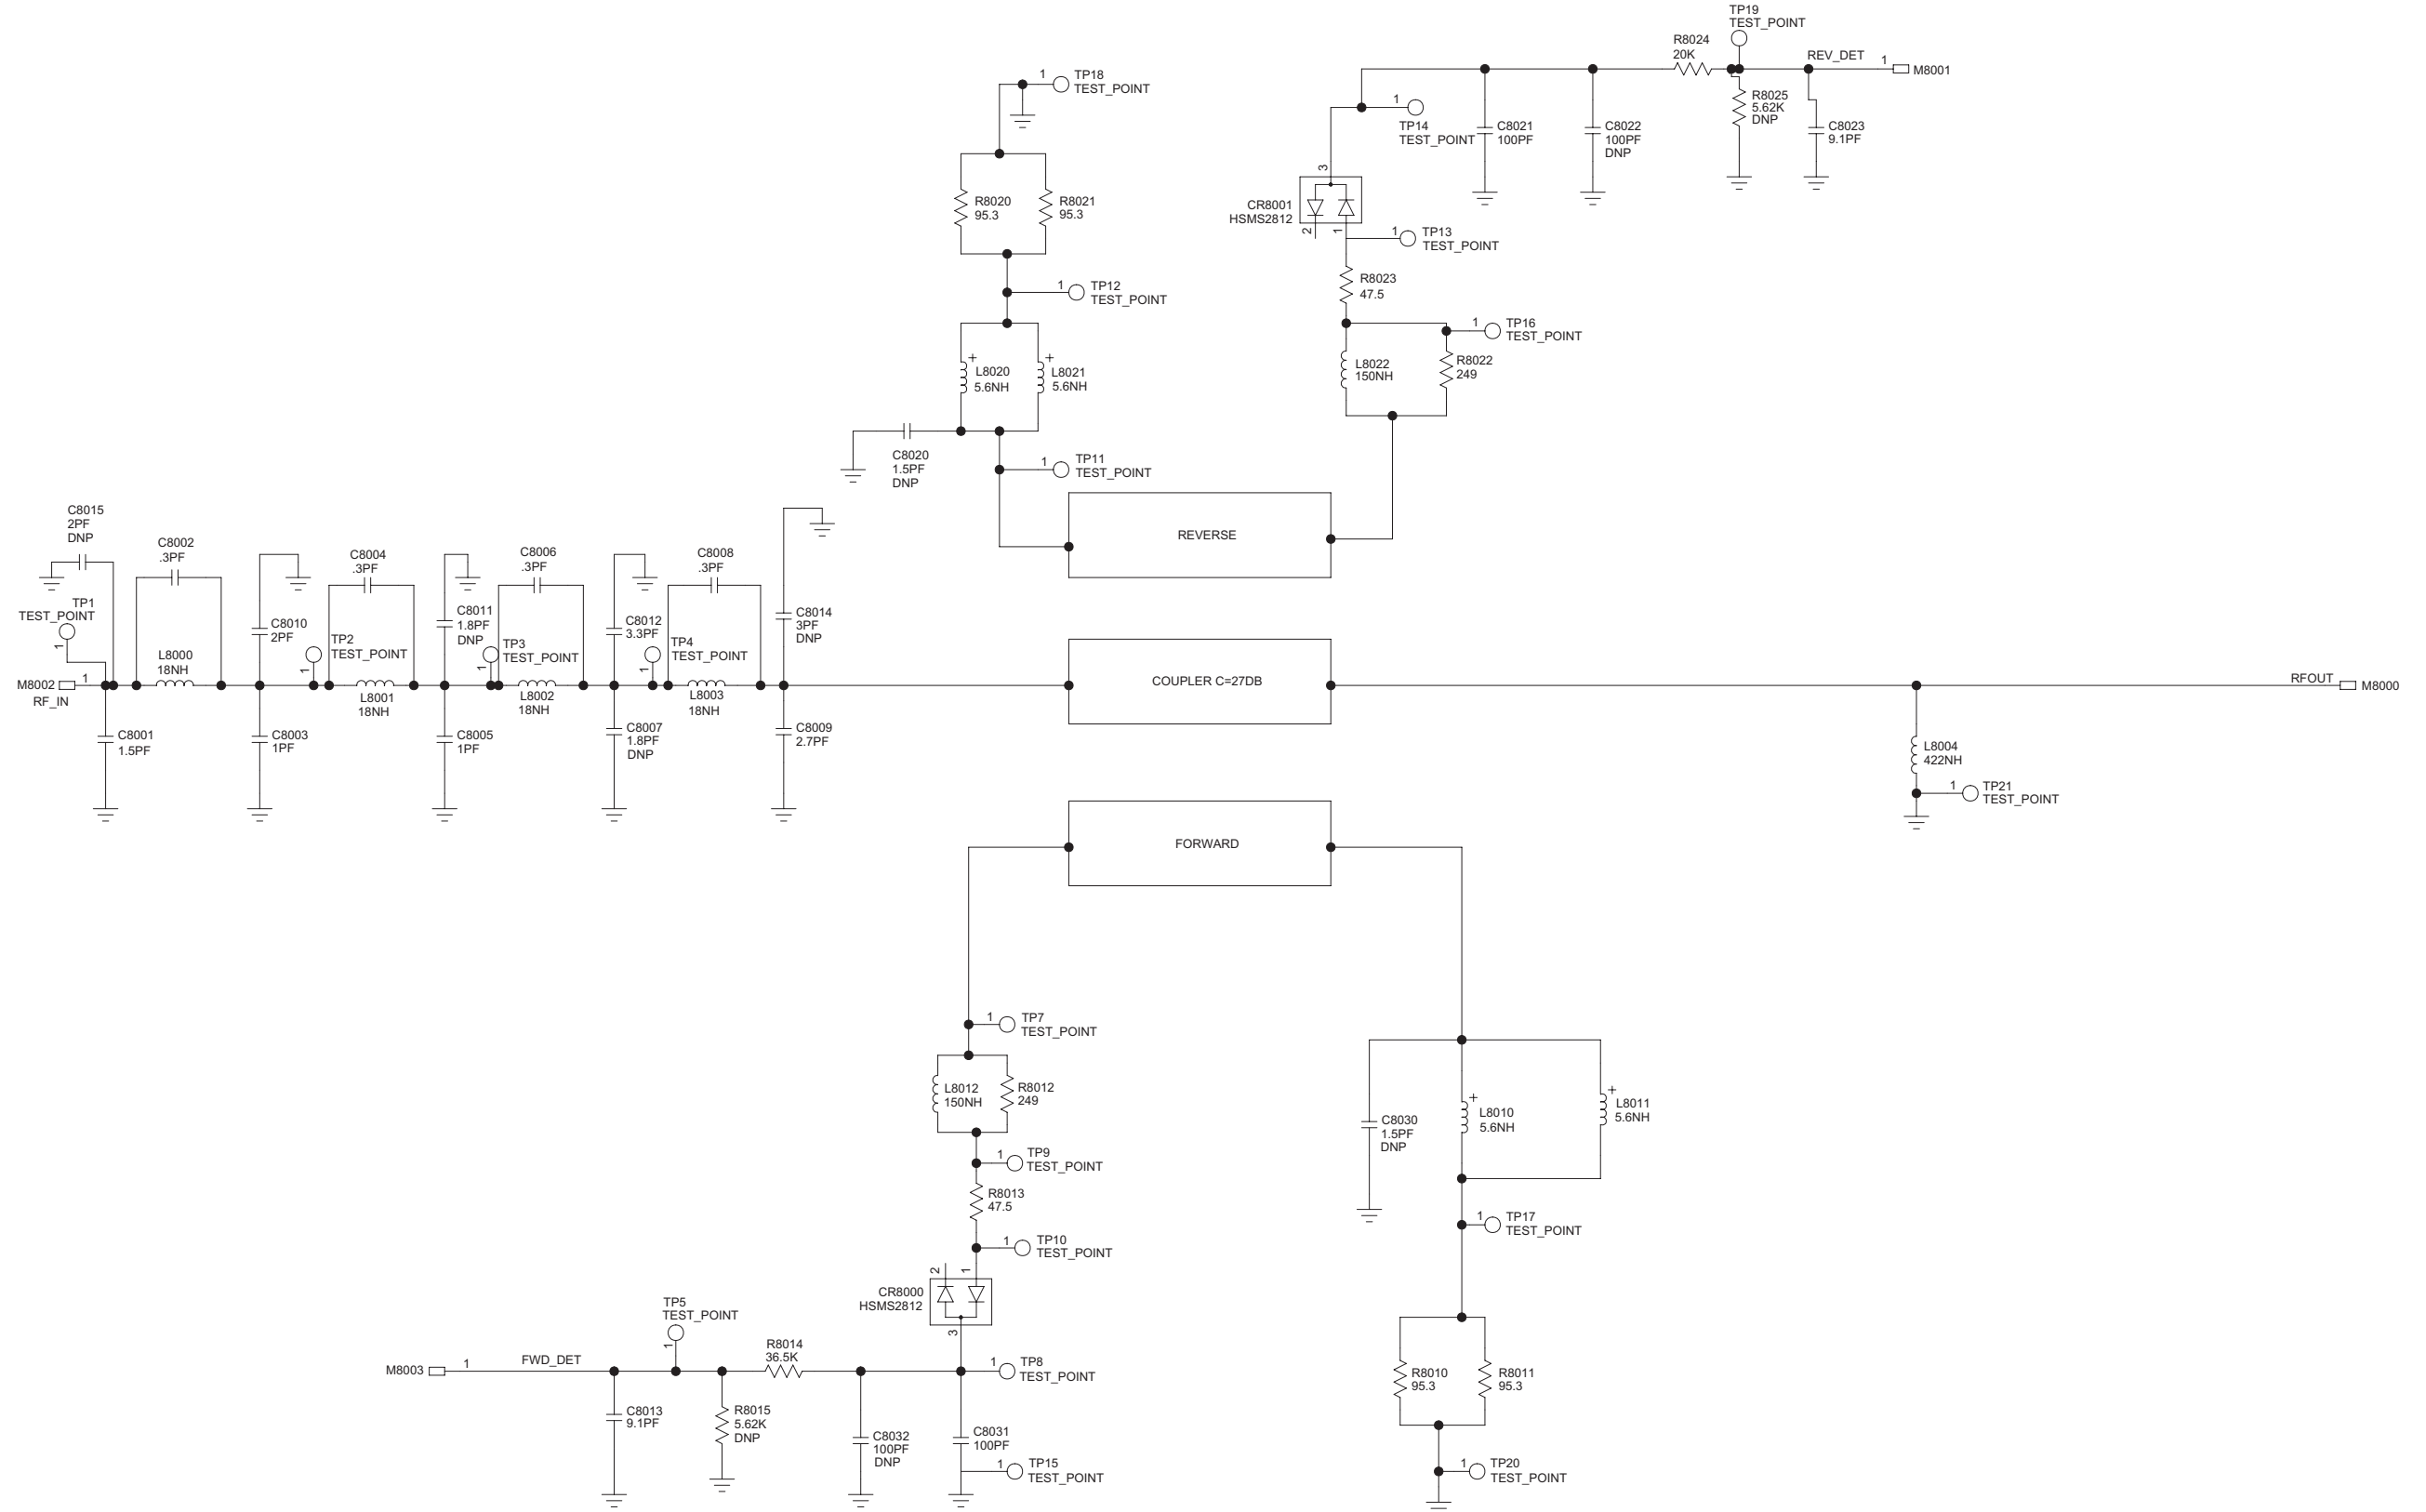 TP19
TEST_POINT
R8024
20K
REV_DET
1
M8001
1
TP18
TEST_POINT
R8025
5.62K
DNP
1
TP14
TEST_POINT
C8021
100PF
C8022
100PF
DNP
C8023
9.1PF
3
R8020
95.3
R8021
95.3
CR8001
HSMS2812
2
1
1
TP13
TEST_POINT
R8023
47.5
1
TP12
TEST_POINT
1
TP16
TEST_POINT
+
L8020
5.6NH
+
L8021
5.6NH
L8022
150NH
R8022
249
C8020
1.5PF
DNP
1
TP11
TEST_POINT
REVERSE
C8015
2PF
DNP
C8002
.3PF
C8004
.3PF
C8006
.3PF
C8008
.3PF
TP1
TEST_POINT
1
C8010
2PF
TP2
TEST_POINT
1
C8011
1.8PF
DNP
TP3
TEST_POINT
1
C8012
3.3PF
TP4
TEST_POINT
1
C8014
3PF
DNP
L8000
18NH
M8002
1
RF_IN
L8001
18NH
L8002
18NH
L8003
18NH
COUPLER C=27DB
RFOUT
M8000
C8001
1.5PF
C8003
1PF
C8005
1PF
C8007
1.8PF
DNP
C8009
2.7PF
L8004
422NH
1
TP21
TEST_POINT
FORWARD
1
TP7
TEST_POINT
L8012
150NH
R8012
249
C8030
1.5PF
DNP
+
L8010
5.6NH
+
L8011
5.6NH
1
TP9
TEST_POINT
R8013
47.5
1
TP17
TEST_POINT
1
TP10
TEST_POINT
2
1
CR8000
HSMS2812
3
TP5
TEST_POINT
1
R8014
36.5K
M8003
1
FWD_DET
1
TP8
TEST_POINT
R8010
95.3
R8011
95.3
C8013
9.1PF
R8015
5.62K
DNP
C8032
100PF
DNP
C8031
100PF
1
TP15
TEST_POINT
1
TP20
TEST_POINT